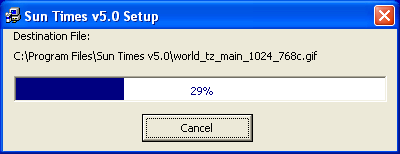 Sun Times v5.0 Setup
Destination File:
C:\Program Files\Sun Times v5.0\world_tz_main_1024_768c.gif
29%
Cancel